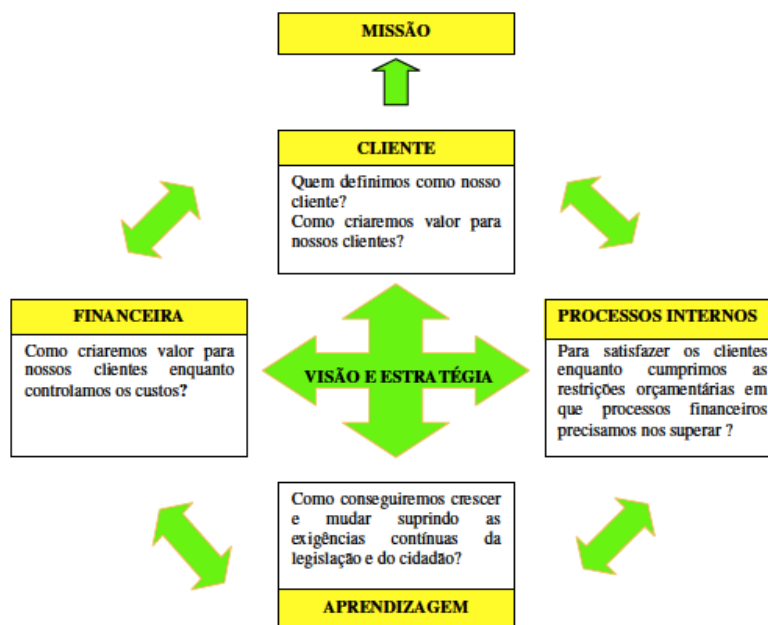 MISSÃO
CLIENTE
Quem definimos como nosso
cliente?
Como criaremos valor para
nossos clientes?
FINANCEIRA
Como criaremos valor para
nossos clientes enquanto
controlamos os custos?
VISÃO E ESTRATÉGIA
PROCESSOS INTERNOS
Para satisfazer os clientes
enquanto cumprimos as
restrições orçamentárias em
que processos financeiros
precisamos nos superar ?
Como conseguiremos crescer
e mudar suprindo as
exigências contínuas da
legislação e do cidadão?
APRENDIZAGEM